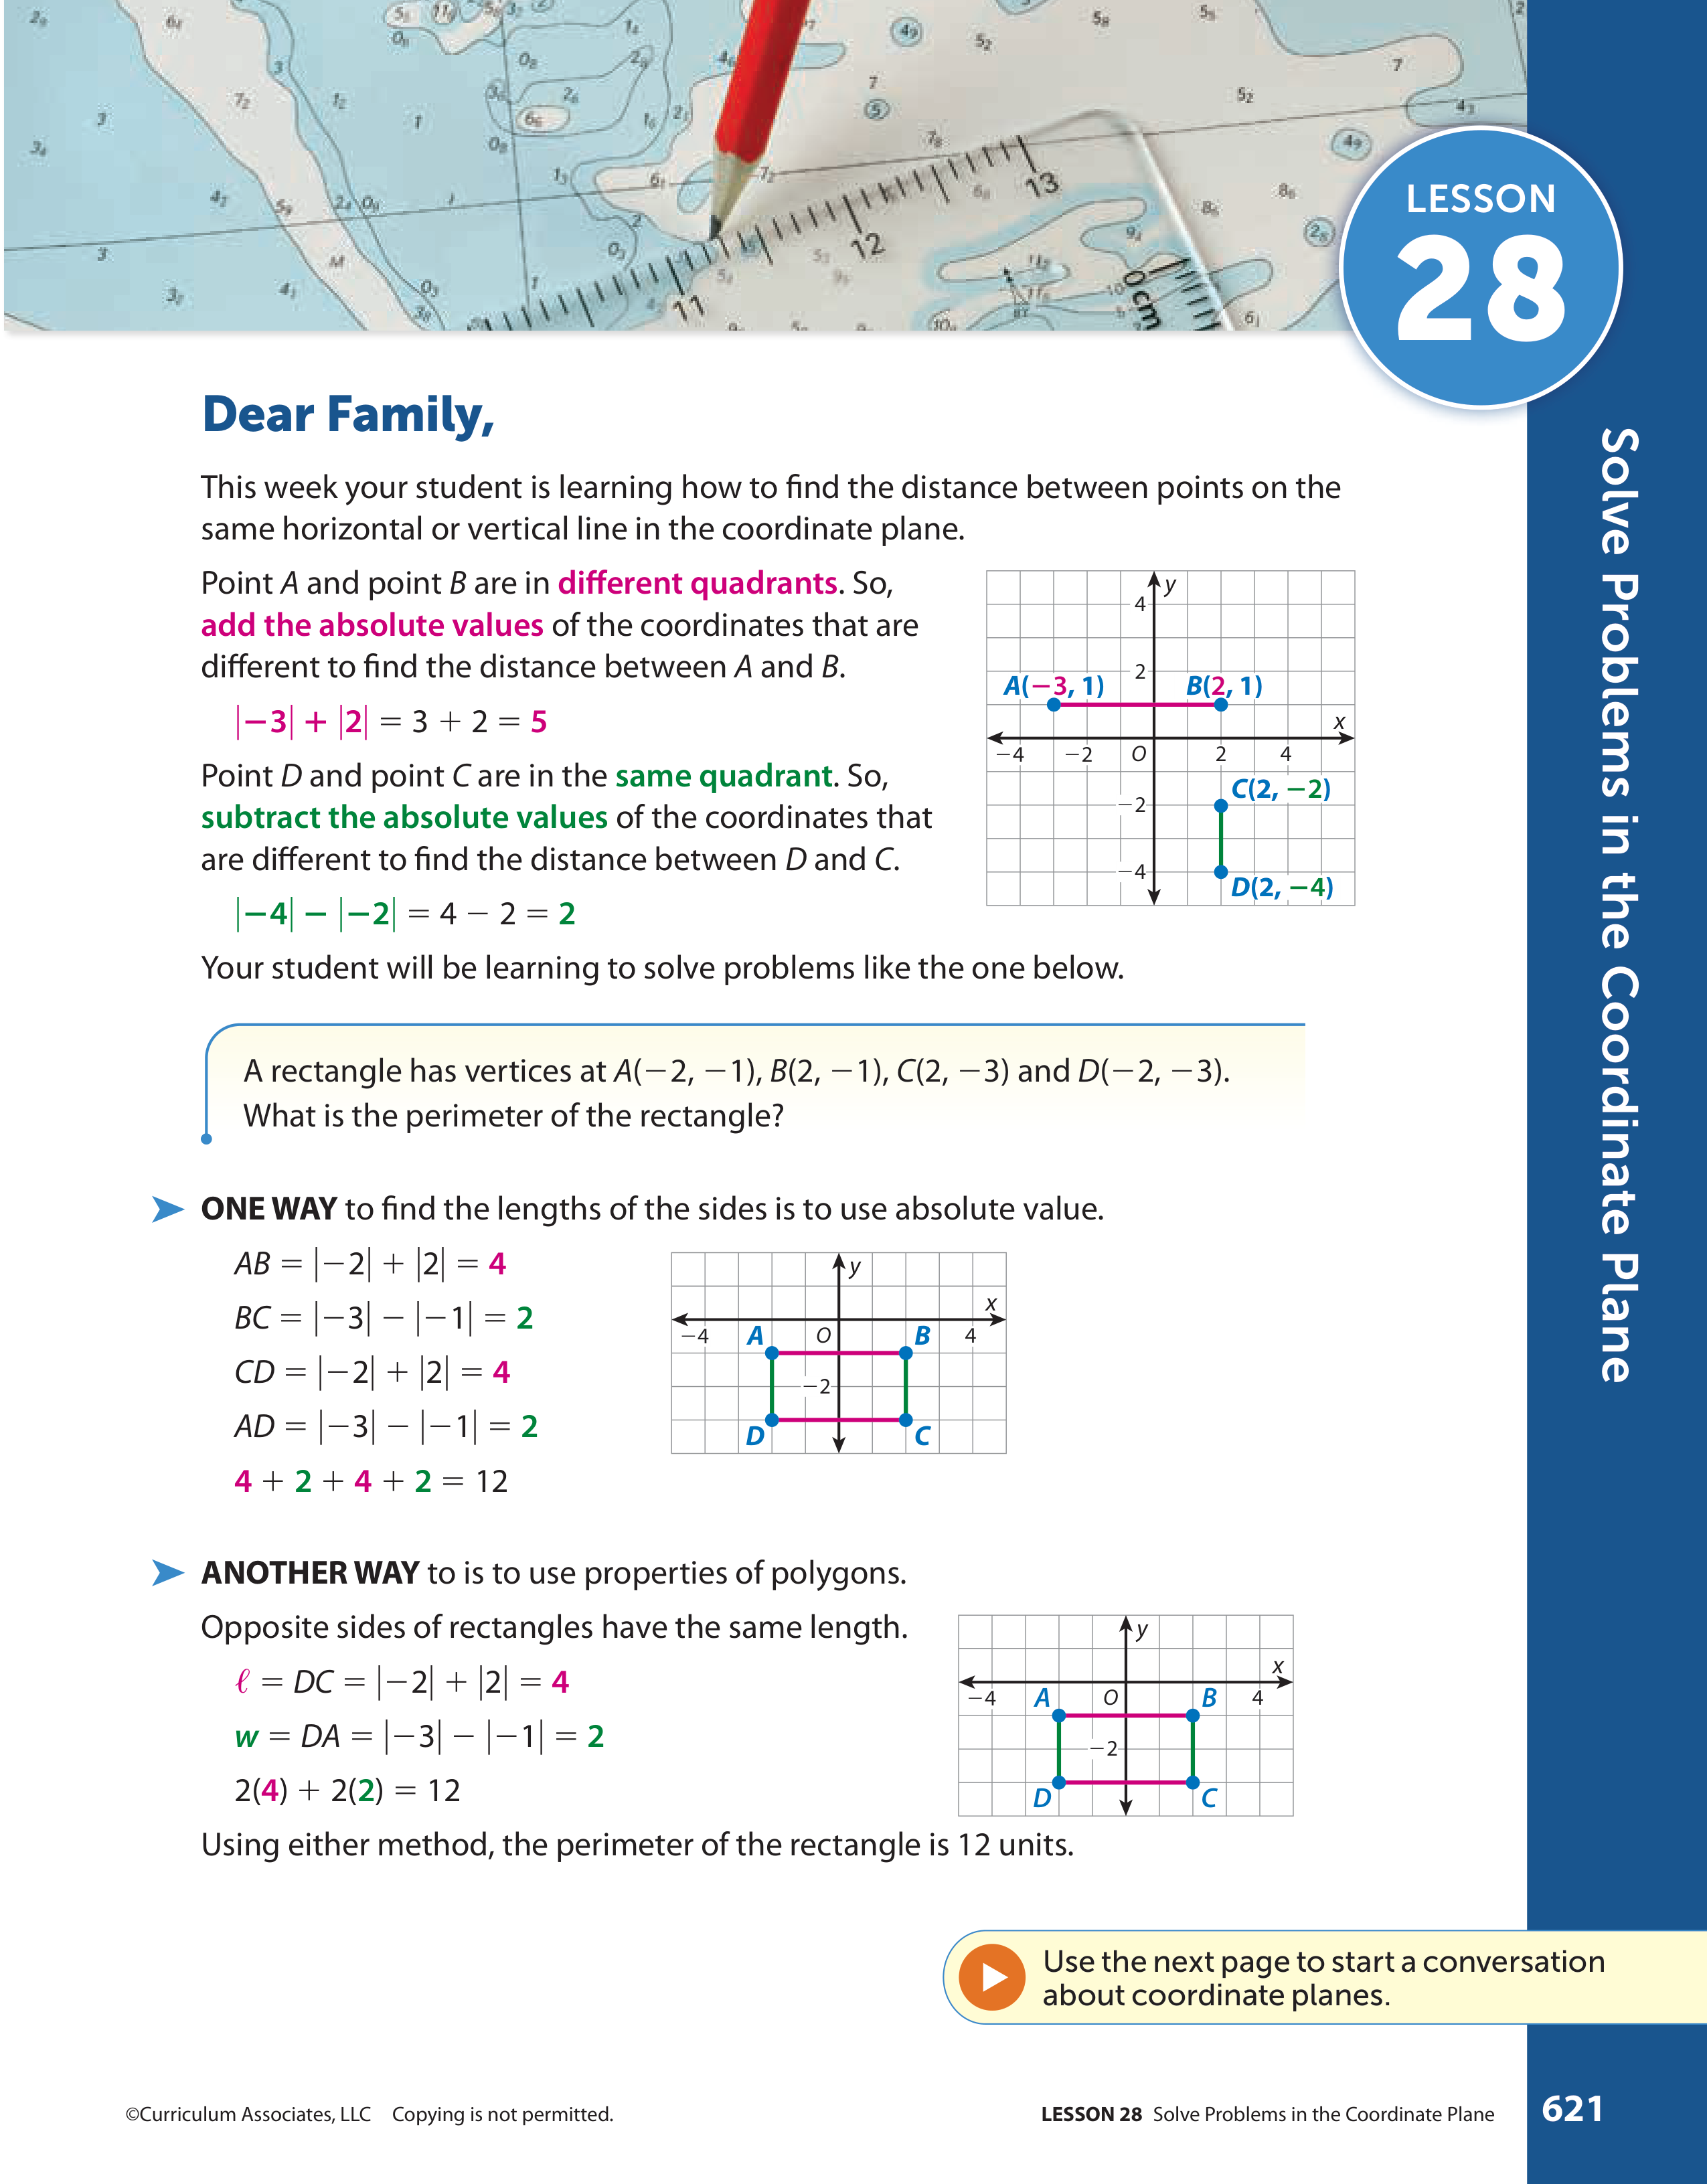 LESSON
28
Solve Problems in the Coordinate Plane
11
12
13
0 cm
Dear Family,
This week your student is learning how to find the distance between points on the
same horizontal or vertical line in the coordinate plane.
Point A and point B are in different quadrants. So,
add the absolute values of the coordinates that are
different to find the distance between A and B.
|−3| + |2| = 3 + 2 = 5
Point D and point C are in the same quadrant. So,
subtract the absolute values of the coordinates that
are different to find the distance between D and C.
|−4| − |−2| = 4 − 2 = 2
y
4
2
A(−3, 1) B(2, 1)
x
−4 −2 O 2 4
C(2, −2)
−2
−4
D(2, −4)
Your student will be learning to solve problems like the one below.
A rectangle has vertices at A(−2, −1), B(2, −1), C(2, −3) and D(−2, −3).
What is the perimeter of the rectangle?
ONE WAY to find the lengths of the sides is to use absolute value.
AB = |−2| + |2| = 4
BC = |−3| − |−1| = 2
CD = |−2| + |2| = 4
AD = |−3| − |−1| = 2
4 + 2 + 4 + 2 = 12
y
x
−4 A O B 4
−2
D C
ANOTHER WAY to is to use properties of polygons.
Opposite sides of rectangles have the same length.
ℓ = DC = |−2| + |2| = 4
w = DA = |−3| − |−1| = 2
2(4) + 2(2) = 12
y
x
−4 A O B 4
−2
D C
Using either method, the perimeter of the rectangle is 12 units.
Use the next page to start a conversation
about coordinate planes.
©Curriculum Associates, LLC Copying is not permitted.
LESSON 28 Solve Problems in the Coordinate Plane
621